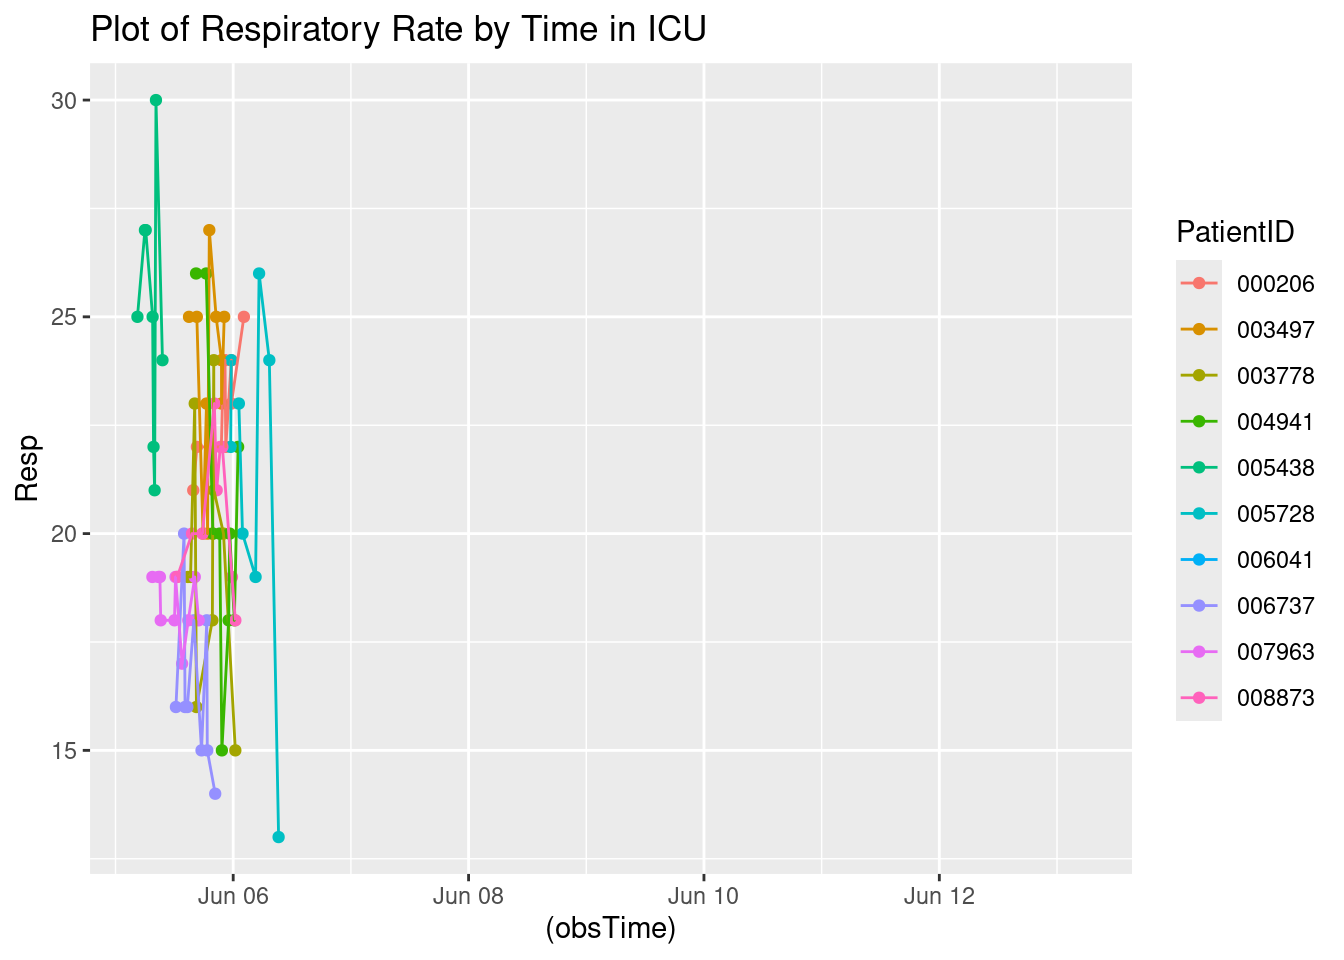 Plot of Respiratory Rate by Time in ICU
30
25
20
15
Resp
Jun 06
Jun 08
Jun 10
Jun 12
(obsTime)
PatientID
000206
003497
003778
004941
005438
005728
006041
006737
007963
008873